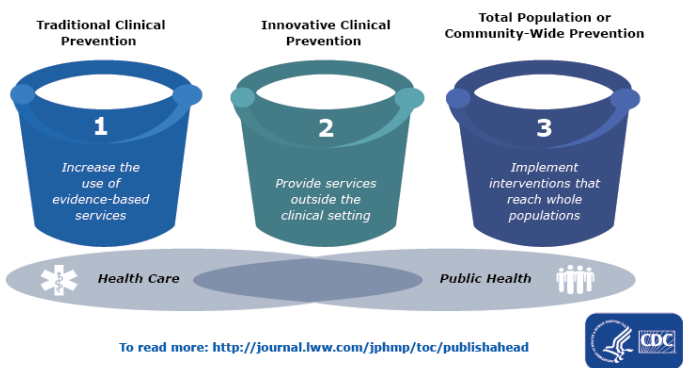 Traditional Clinical
Prevention
Innovative Clinical
Prevention
Total Population or
Community-Wide Prevention
1
Increase the
use of
evidence-based
services
2
Provide services
outside the
clinical setting
3
Implement
interventions that
reach whole
populations
Health Care
Public Health
To read more: http://journal.lww.com/jphmp/toc/publishahead
CDC